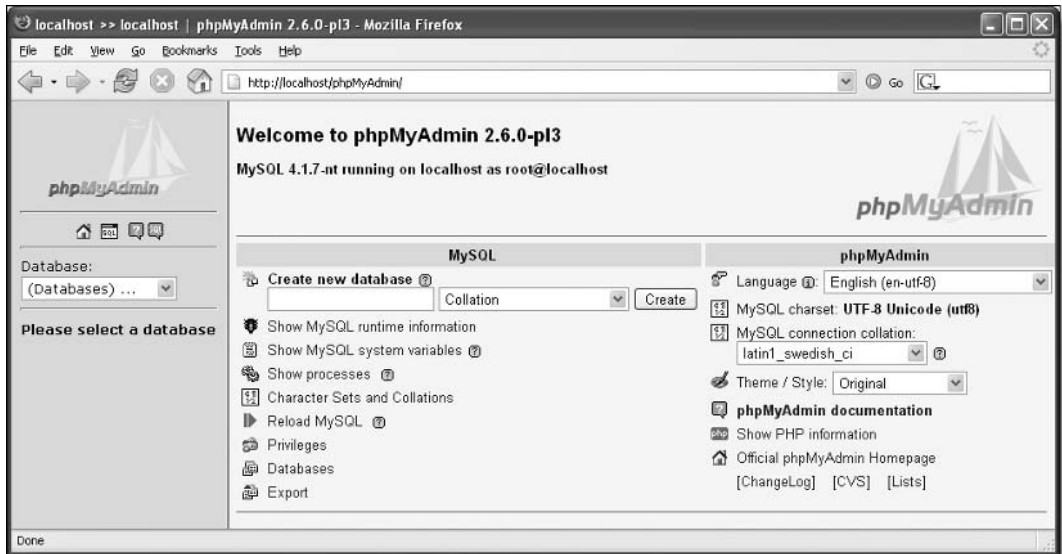 localhost >> localhost | phpMyAdmin 2.6.0-pl3 - Mozilla Firefox
File Edit View Go Bookmarks Tools Help
http://localhost/phpMyAdmin/
Go
G
phpMyAdmin
SQL
Database:
(Databases) ...
Please select a database
Welcome to phpMyAdmin 2.6.0-pl3
MySQL 4.1.7-nt running on localhost as root@localhost
phpMyAdmin
MySQL
Create new database
Collation
Create
Show MySQL runtime information
Show MySQL system variables
Show processes
Character Sets and Collations
Reload MySQL
Privileges
Databases
Export
phpMyAdmin
Language: English (en-utf-8)
MySQL charset: UTF-8 Unicode (utf8)
MySQL connection collation:
latin1_swedish_ci
Theme / Style: Original
phpMyAdmin documentation
php Show PHP information
Official phpMyAdmin Homepage
[ChangeLog] [CVS] [Lists]
Done